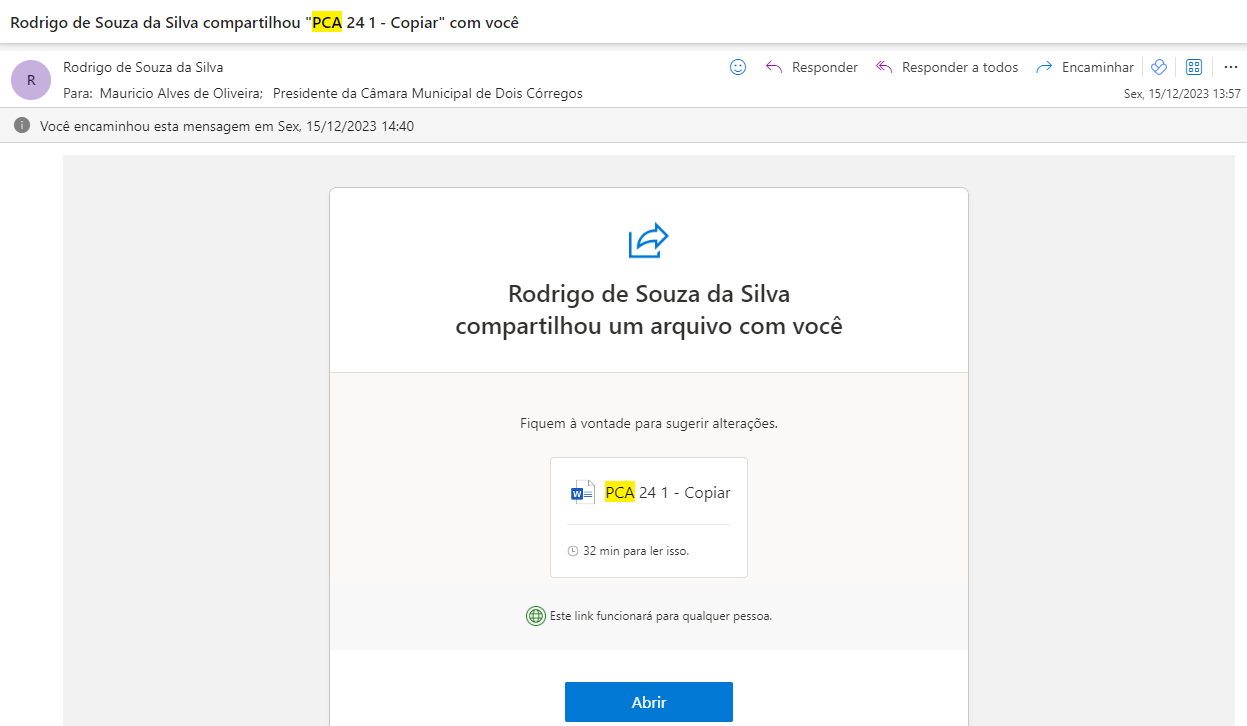 Rodrigo de Souza da Silva compartilhou "PCA 24 1 - Copiar" com você
R
Rodrigo de Souza da Silva
Responder
Responder a todos
Encaminhar
Para: Mauricio Alves de Oliveira; Presidente da Câmara Municipal de Dois Córregos
Sex, 15/12/2023 13:57
Você encaminhou esta mensagem em Sex, 15/12/2023 14:40
Rodrigo de Souza da Silva
compartilhou um arquivo com você
Fiquem à vontade para sugerir alterações.
W
PCA 24 1 - Copiar
32 min para ler isso.
Este link funcionará para qualquer pessoa.
Abrir